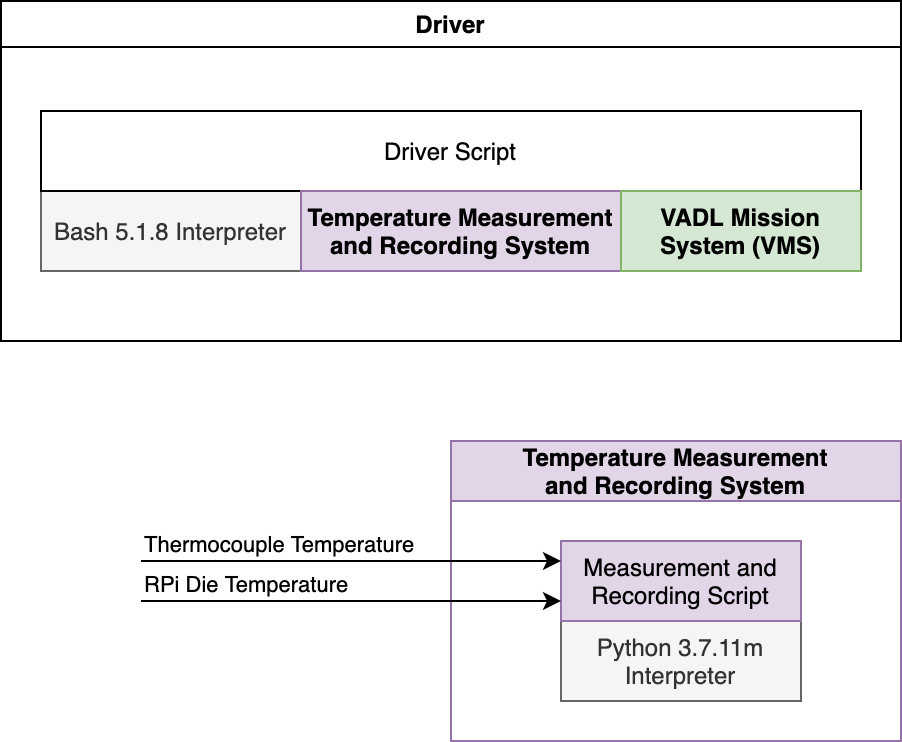 Driver
Driver Script
Bash 5.1.8 Interpreter
Temperature Measurement
and Recording System
VADL Mission
System (VMS)
Temperature Measurement
and Recording System
Thermocouple Temperature
RPi Die Temperature
Measurement and
Recording Script
Python 3.7.11m
Interpreter